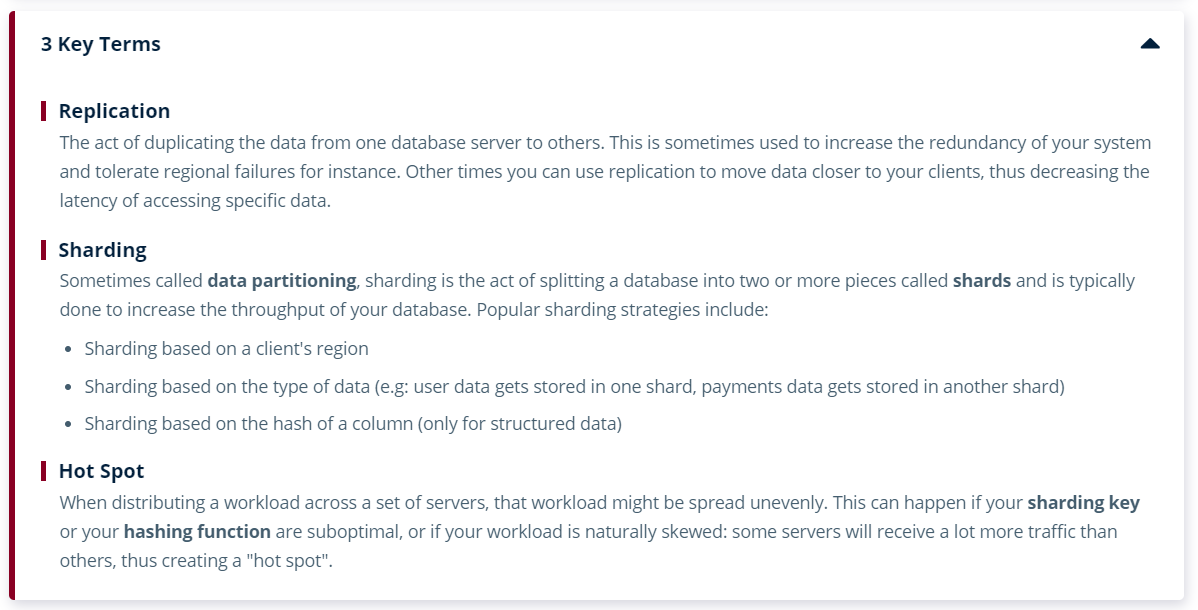 3 Key Terms
Replication
The act of duplicating the data from one database server to others. This is sometimes used to increase the redundancy of your system
and tolerate regional failures for instance. Other times you can use replication to move data closer to your clients, thus decreasing the
latency of accessing specific data.
Sharding
Sometimes called data partitioning, sharding is the act of splitting a database into two or more pieces called shards and is typically
done to increase the throughput of your database. Popular sharding strategies include:
• Sharding based on a client's region
• Sharding based on the type of data (e.g: user data gets stored in one shard, payments data gets stored in another shard)
• Sharding based on the hash of a column (only for structured data)
Hot Spot
When distributing a workload across a set of servers, that workload might be spread unevenly. This can happen if your sharding key
or your hashing function are suboptimal, or if your workload is naturally skewed: some servers will receive a lot more traffic than
others, thus creating a "hot spot".